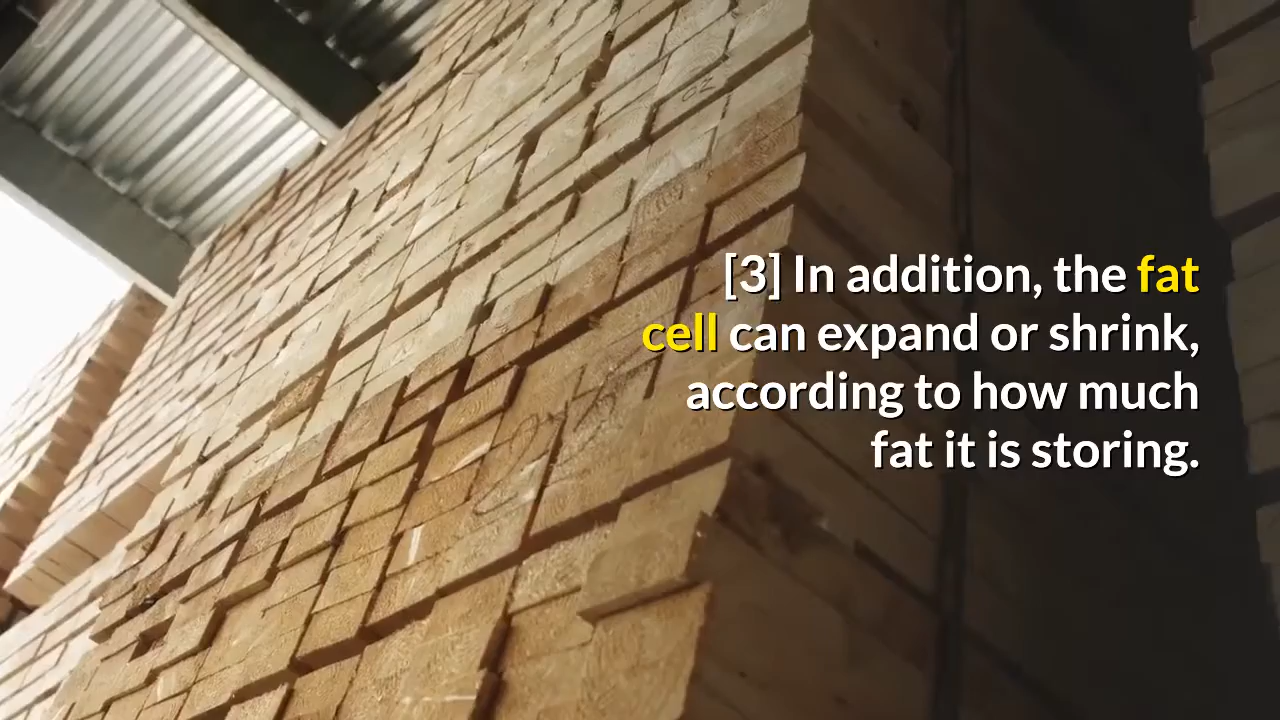 [3] In addition, the fat
cell can expand or shrink,
according to how much
fat it is storing.